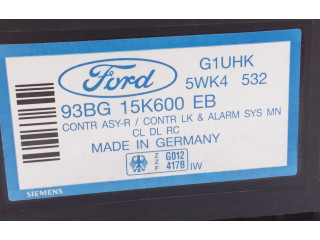 Ford
G1UHK
5WK4 532
93BG 15K600 EB
CONTR ASY-R / CONTR LK & ALARM SYS MN
CL DL RC
MADE IN GERMANY
Z Z F G012 417B IW
SIEMENS